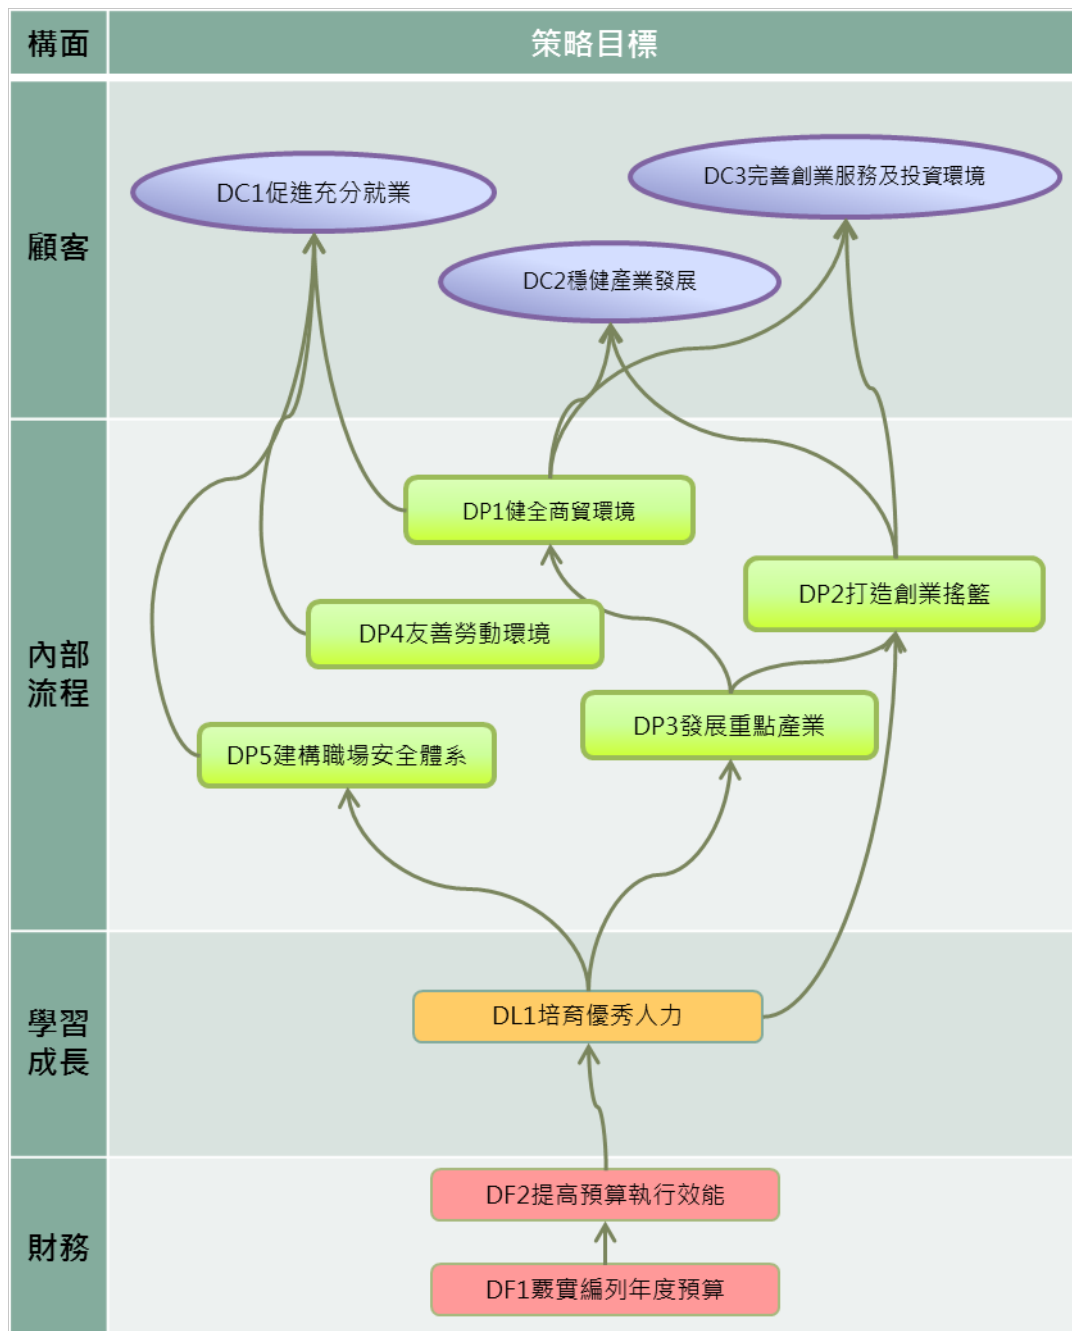 構面
策略目標
顧客
DC1促進充分就業
DC3完善創業服務及投資環境
DC2穩健產業發展
內部
流程
DP1健全商貿環境
DP2打造創業搖籃
DP4友善勞動環境
DP3發展重點產業
DP5建構職場安全體系
學習
成長
DL1培育優秀人力
財務
DF2提高預算執行效能
DF1覈實編列年度預算